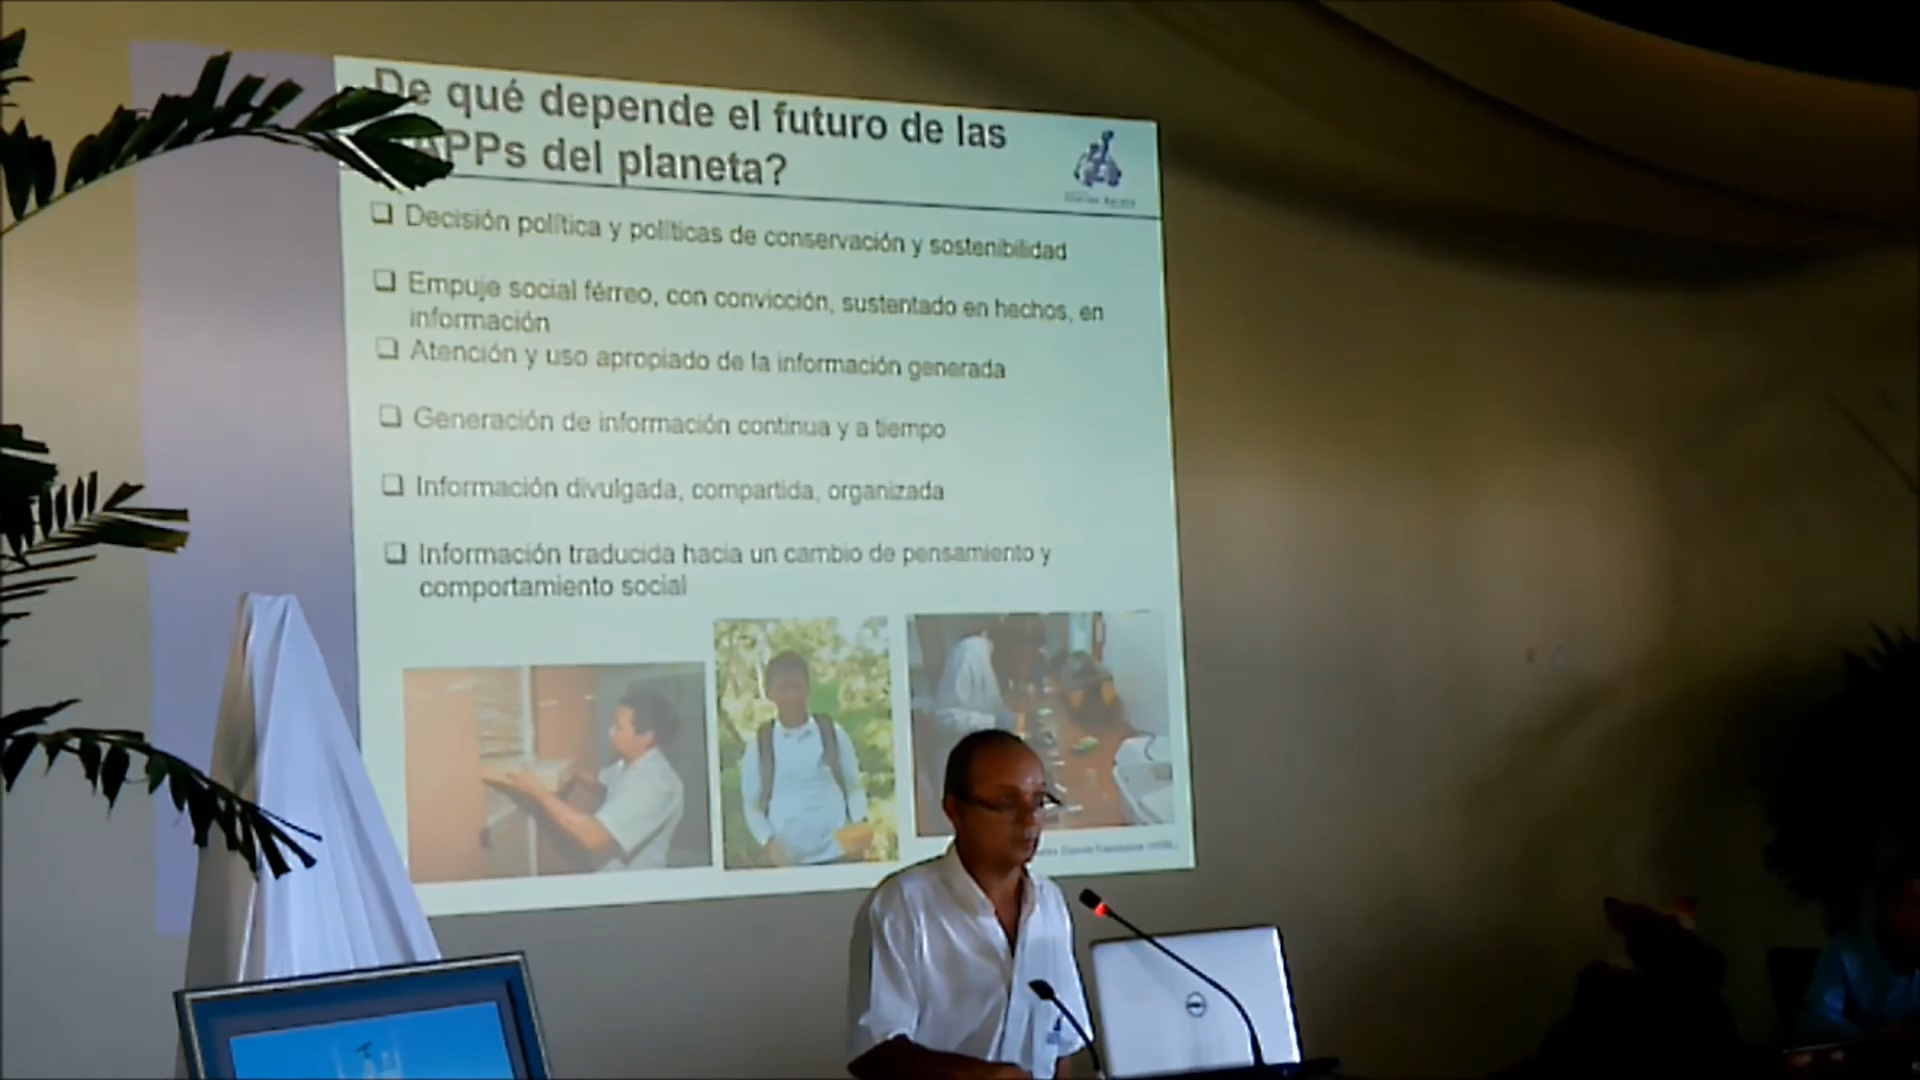 De qué depende el futuro de las
APPs del planeta?
Decisión política y políticas de conservación y sostenibilidad
Empuje social férreo, con convicción, sustentado en hechos, en
información
Atención y uso apropiado de la información generada
Generación de información continua y a tiempo
Información divulgada, compartida, organizada
Información traducida hacia un cambio de pensamiento y
comportamiento social
DELL